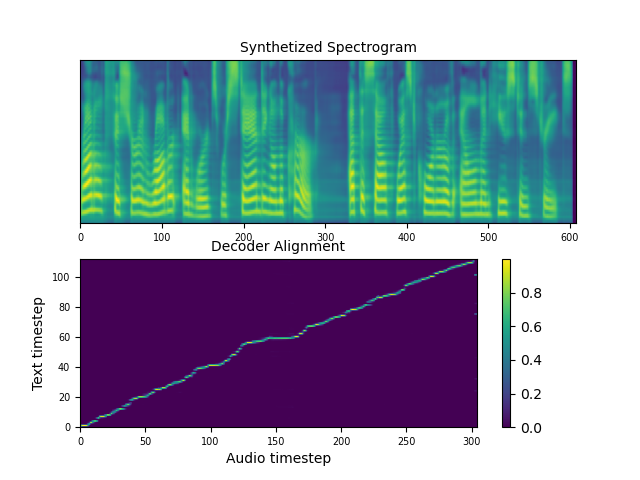 Synthetized Spectrogram
0 100 200 300 400 500 600
Decoder Alignment
Text timestep
100
80
60
40
20
0
0 50 100 150 200 250 300
Audio timestep
0.8
0.6
0.4
0.2
0.0